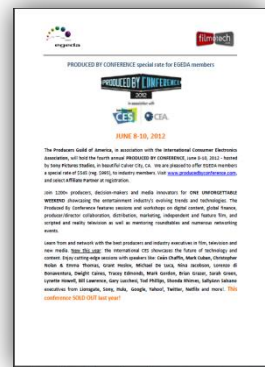 egeda
filmotech
PRODUCED BY CONFERENCE special rate for EGEDA members
PRODUCED BY CONFERENCE
2012
in association with
CES CEA
JUNE 8-10, 2012
The Producers Guild of America, in association with the International Consumer Electronics
Association, will hold the fourth annual PRODUCED BY CONFERENCE, June 8-10, 2012 – hosted
by Sony Pictures Studios, in beautiful Culver City, CA. We are pleased to offer EGEDA members
a special rate of (reg. to industry members. Visit www.producedbyconference.com,
and select Affiliate Partner at registration.
Join 1200+ producers, decision-makers and media innovators for ONE UNFORGETTABLE
WEEKEND showcasing the entertainment industry's evolving trends and technologies. The
Produced By Conference features sessions and workshops on digital content, global finance,
producer/director collaboration, distribution, marketing, independent and feature film, and
scripted and reality television as well as mentoring roundtables and numerous networking
events.
Learn from and network with the best producers and industry executives in film, television and
new media. New this year: the International CES showcases the future of technology and
content. Enjoy cutting-edge sessions with speakers like: Ceán Chaffin, Mark Cuban, Christopher
Nolan & Emma Thomas, Grant Heslov, Michael De Luca, Nina Jacobson, Lorenzo di
Bonaventura, Dwight Caines, Tracey Edmonds, Mark Gordon, Brian Grazer, Sarah Green,
Lynette Howell, Bill Lawrence, Gary Lucchesi, Tod Phillips, Shonda Rhimes, Sallyann Salsano
executives from Lionsgate, Sony, Hulu, Google, Yahoo!, Twitter, Netflix and more! This
conference SOLD OUT last year!